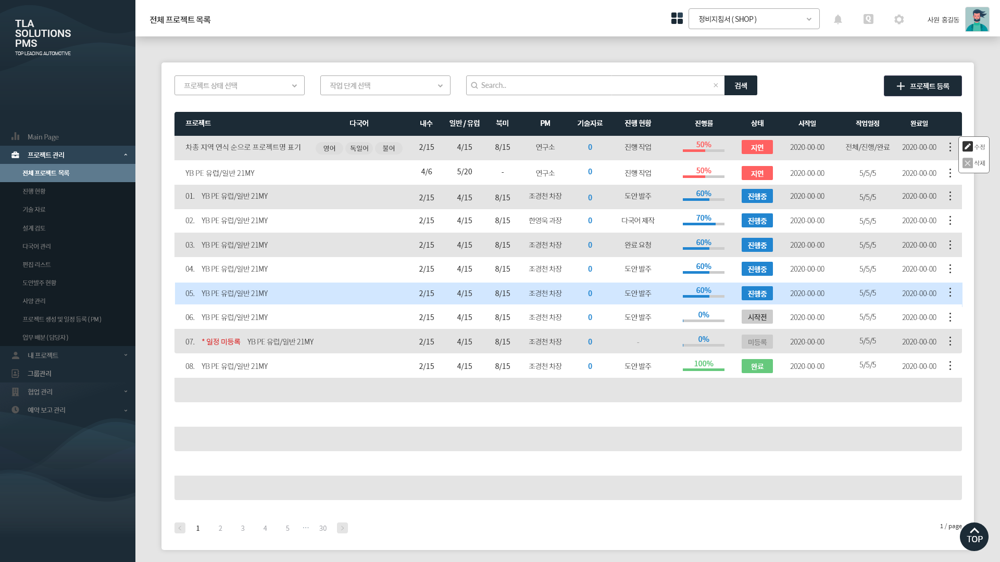 TLA
SOLUTIONS
PMS
TOP LEADING AUTOMOTIVE
전체 프로젝트 목록
정비지침서 ( SHOP )
Q
사원 홍길동
Main Page
프로젝트 관리
전체 프로젝트 목록
진행 현황
기술 자료
설계 검토
다국어 관리
편집 리스트
도안발주 현황
사양 관리
프로젝트 생성 및 일정 등록 ( PM )
업무 배분 ( 담당자 )
내 프로젝트
그룹관리
협업 관리
예약 보고 관리
프로젝트 상태 선택 작업 단계 선택 Search.. × 검색 프로젝트 등록
프로젝트 다국어 내수 일반 / 유럽 북미 PM 기술자료 진행 현황 진행률 상태 시작일 작업일정 완료일
차종 지역 연식 순으로 프로젝트명 표기 영어 독일어 불어 2/15 4/15 8/15 연구소 0 진행 작업 50% 지연 2020-00-00 전체/진행/완료 2020-00-00
수정
삭제
YB PE 유럽/일반 21MY 4/6 5/20 - 연구소 0 진행 작업 50% 지연 2020-00-00 5/5/5 2020-00-00
01. YB PE 유럽/일반 21MY 2/15 4/15 8/15 조경천 차장 0 도안 발주 60% 진행중 2020-00-00 5/5/5 2020-00-00
02. YB PE 유럽/일반 21MY 2/15 4/15 8/15 한영욱 과장 0 다국어 제작 70% 진행중 2020-00-00 5/5/5 2020-00-00
03. YB PE 유럽/일반 21MY 2/15 4/15 8/15 조경천 차장 0 완료 요청 60% 진행중 2020-00-00 5/5/5 2020-00-00
04. YB PE 유럽/일반 21MY 2/15 4/15 8/15 조경천 차장 0 도안 발주 60% 진행중 2020-00-00 5/5/5 2020-00-00
05. YB PE 유럽/일반 21MY 2/15 4/15 8/15 조경천 차장 0 도안 발주 60% 진행중 2020-00-00 5/5/5 2020-00-00
06. YB PE 유럽/일반 21MY 2/15 4/15 8/15 조경천 차장 0 도안 발주 0% 시작전 2020-00-00 5/5/5 2020-00-00
07. * 일정 미등록 YB PE 유럽/일반 21MY 2/15 4/15 8/15 조경천 차장 0 - 0% 미등록 2020-00-00 5/5/5 2020-00-00
08. YB PE 유럽/일반 21MY 2/15 4/15 8/15 조경천 차장 0 도안 발주 100% 완료 2020-00-00 5/5/5 2020-00-00
< 1 2 3 4 5 ... 30 >
1 / page
TOP